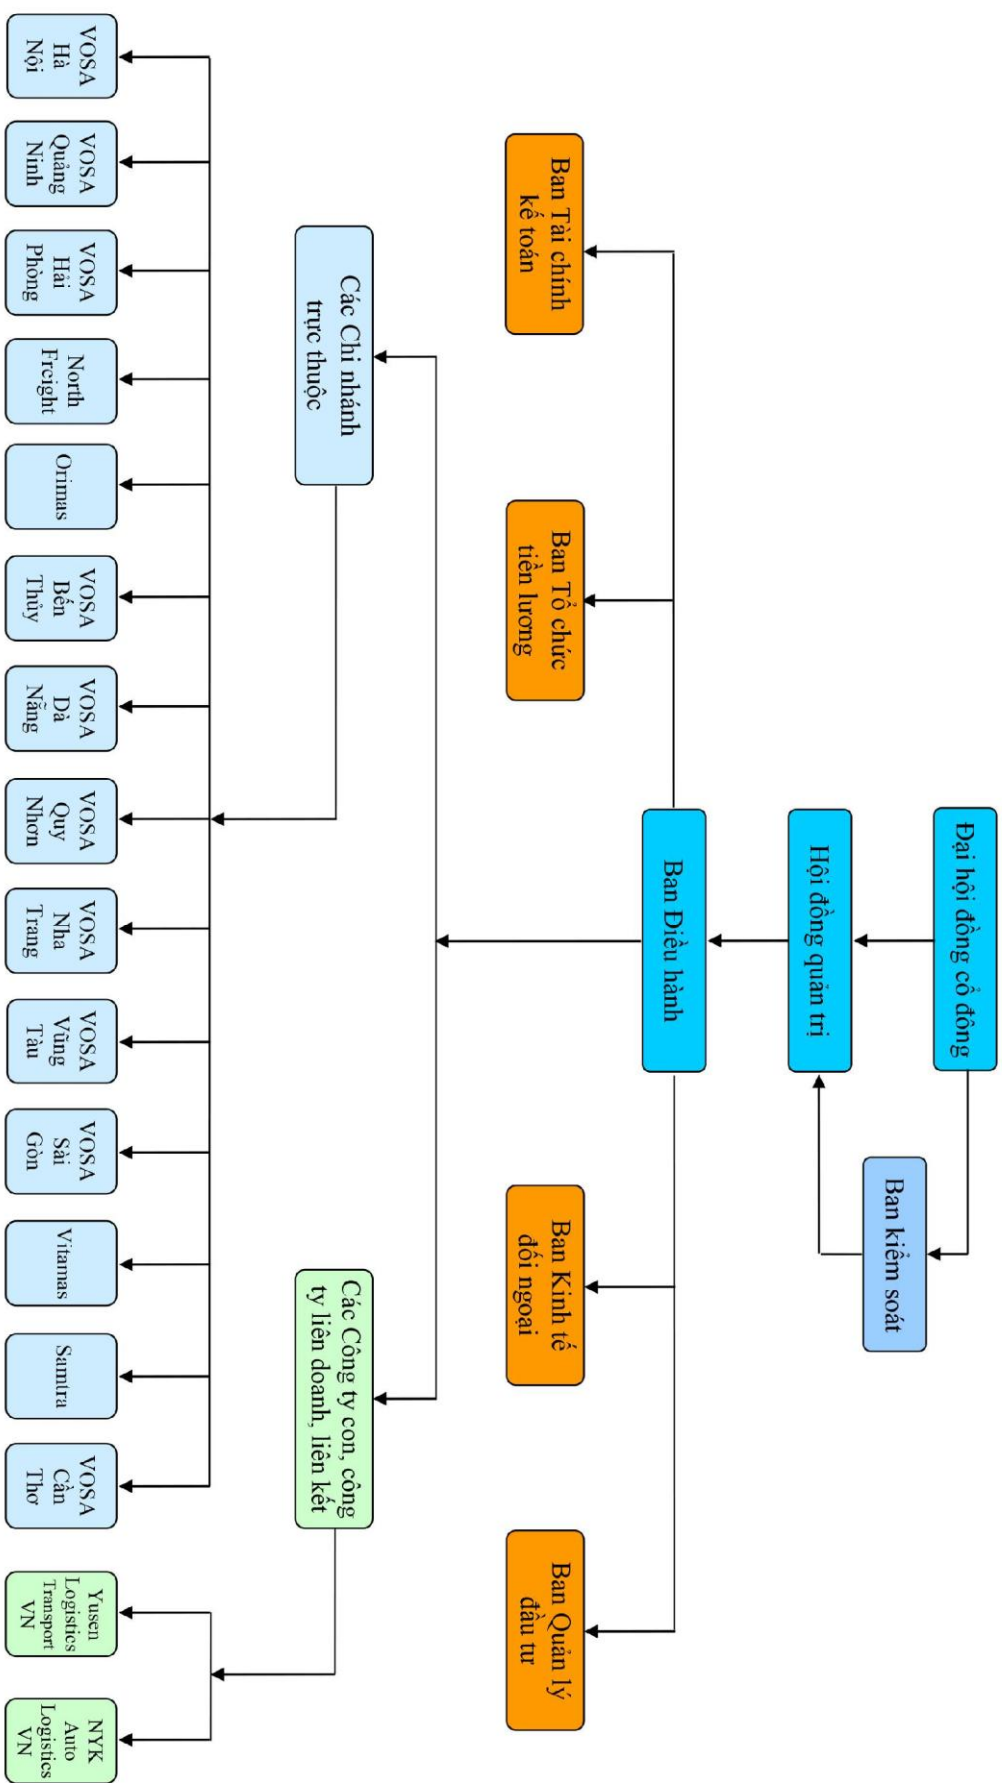 Đại hội đồng cổ đông
Ban kiểm soát
Hội đồng quản trị
Ban Điều hành
Ban Tài chính
kế toán
Ban Tổ chức
tiền lương
Ban Kinh tế
đối ngoại
Ban Quản lý
đầu tư
Các Chi nhánh
trực thuộc
Các Công ty con, công
ty liên doanh, liên kết
VOSA
Hà
Nội
VOSA
Quảng
Ninh
VOSA
Hải
Phòng
North
Freight
Orimas
VOSA
Bến
Thủy
VOSA
Đà
Nẵng
VOSA
Quy
Nhơn
VOSA
Nha
Trang
VOSA
Vũng
Tàu
VOSA
Sài
Gòn
Vitamas
Samtra
VOSA
Cần
Thơ
Yusen
Logistics
Transport
VN
NYK
Auto
Logistics
VN